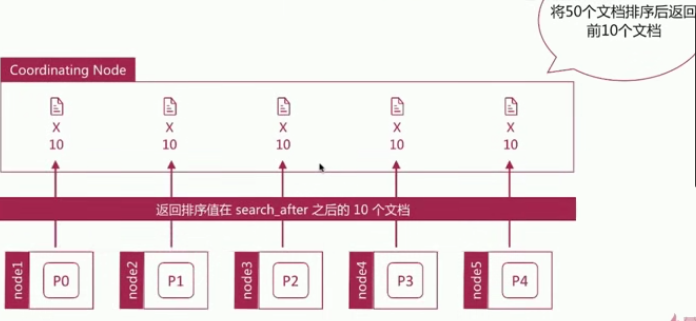 将50个文档排序后返回
前10个文档
Coordinating Node
X X X X X
10 10 10 10 10
返回排序值在 search_after 之后的 10 个文档
node1 P0 node2 P1 node3 P2 node4 P3 node5 P4